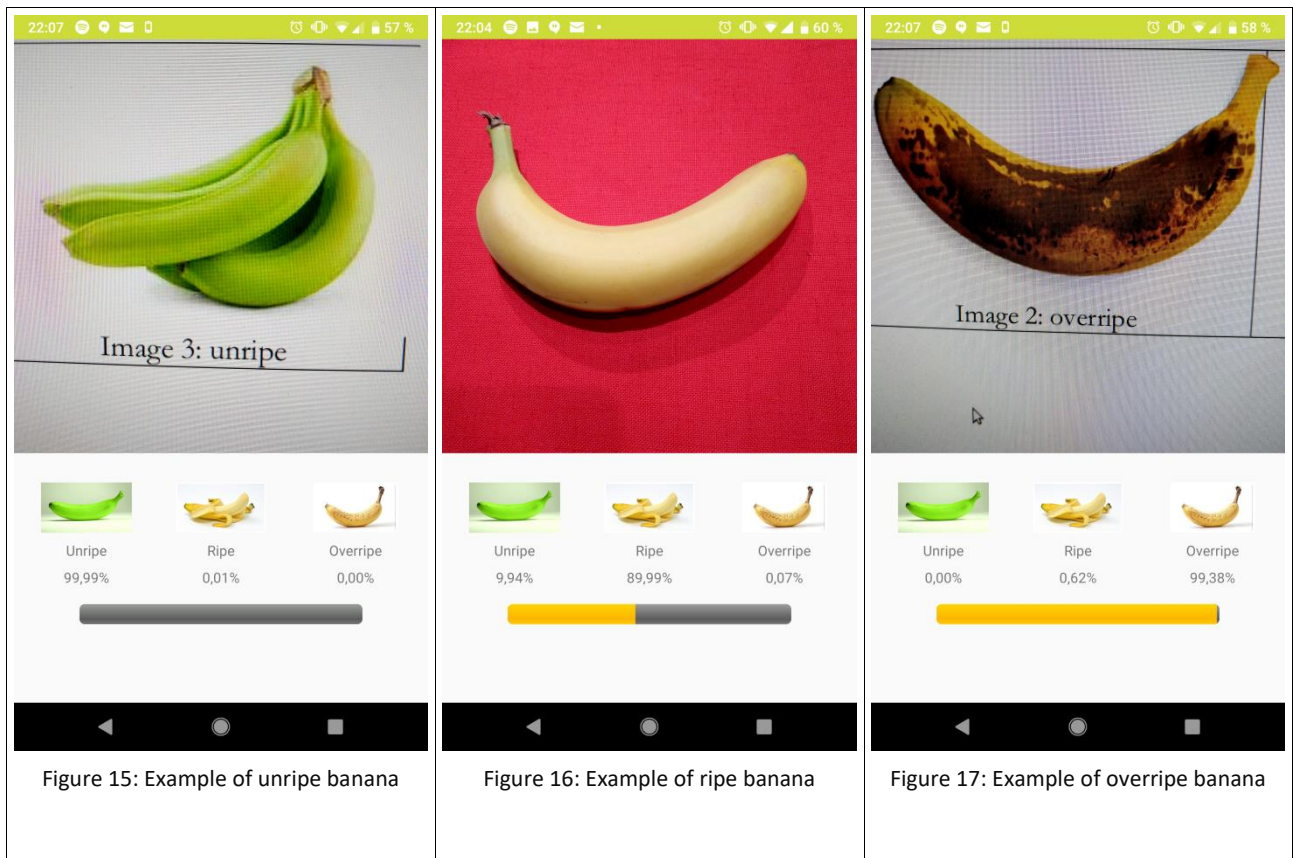 22:07
57 %
Image 3: unripe
Unripe Ripe Overripe
99,99% 0,01% 0,00%
Figure 15: Example of unripe banana
22:04
60 %
Unripe Ripe Overripe
9,94% 89,99% 0,07%
Figure 16: Example of ripe banana
22:07
58 %
Image 2: overripe
Unripe Ripe Overripe
0,00% 0,62% 99,38%
Figure 17: Example of overripe banana